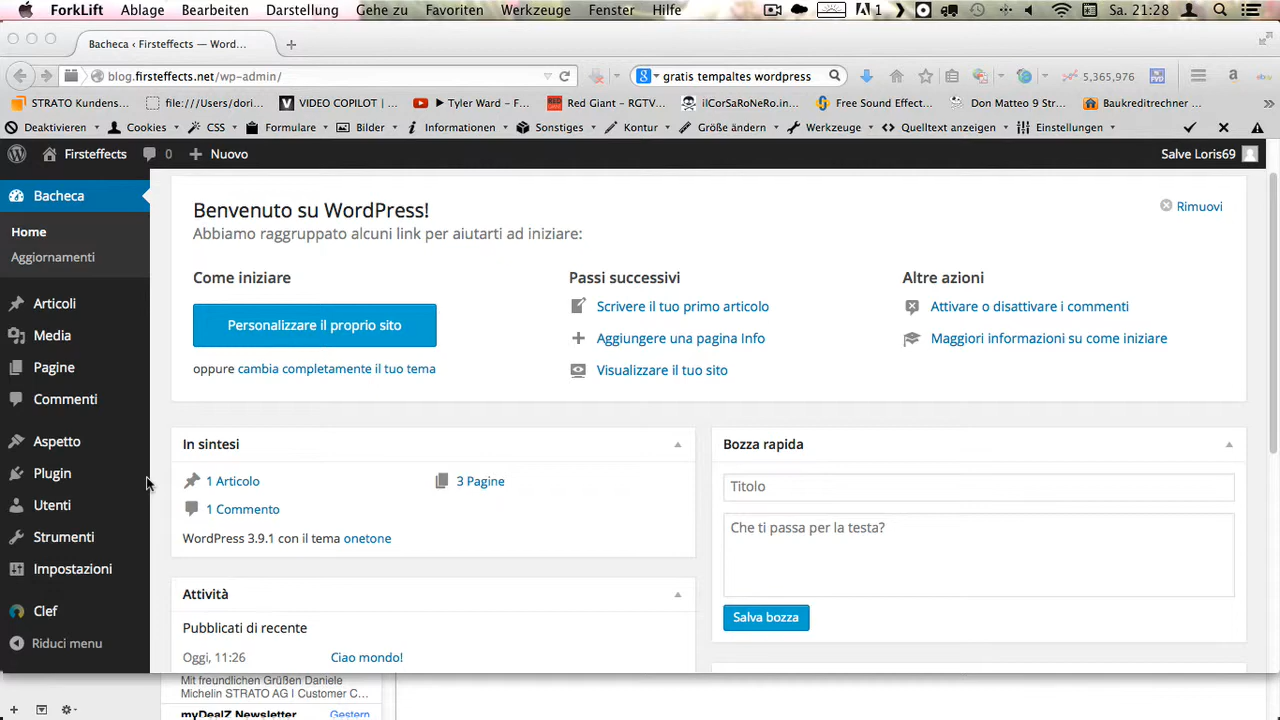 ForkLift Ablage Bearbeiten Darstellung Gehe zu Favoriten Werkzeuge Fenster Hilfe 1 Sa. 21:28
Bacheca ‹ Firsteffects — Word...
blog.firsteffects.net/wp-admin/ gratis tempaltes wordpress 5,365,976
STRATO Kundens... file:///Users/dori... VIDEO COPILOT | ... ▶ Tyler Ward – F... Red Giant – RGTV... ilCorSaRoNeRo.in... Free Sound Effect... Don Matteo 9 Str... Baukreditrechner ...
Deaktivieren Cookies CSS Formulare Bilder Informationen Sonstiges Kontur Größe ändern Werkzeuge Quelltext anzeigen Einstellungen
Firsteffects 0 Nuovo Salve Loris69
Bacheca
Home
Aggiornamenti
Articoli
Media
Pagine
Commenti
Aspetto
Plugin
Utenti
Strumenti
Impostazioni
Clef
Riduci menu
Benvenuto su WordPress!
Rimuovi
Abbiamo raggruppato alcuni link per aiutarti ad iniziare:
Come iniziare
Personalizzare il proprio sito
oppure cambia completamente il tuo tema
Passi successivi
Scrivere il tuo primo articolo
Aggiungere una pagina Info
Visualizzare il tuo sito
Altre azioni
Attivare o disattivare i commenti
Maggiori informazioni su come iniziare
In sintesi
1 Articolo 3 Pagine
1 Commento
WordPress 3.9.1 con il tema onetone
Attività
Pubblicati di recente
Oggi, 11:26 Ciao mondo!
Bozza rapida
Titolo
Che ti passa per la testa?
Salva bozza
Mit freundlichen Grüßen Daniele
Michelin STRATO AG | Customer C...
myDealZ Newsletter Gestern